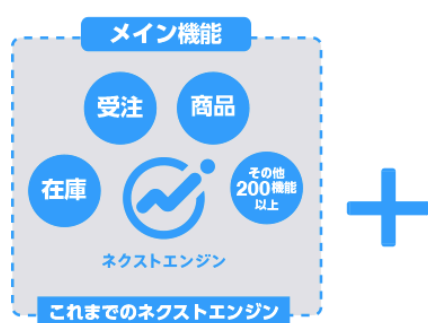 メイン機能
受注
商品
在庫
その他
200機能
以上
ネクストエンジン
これまでのネクストエンジン